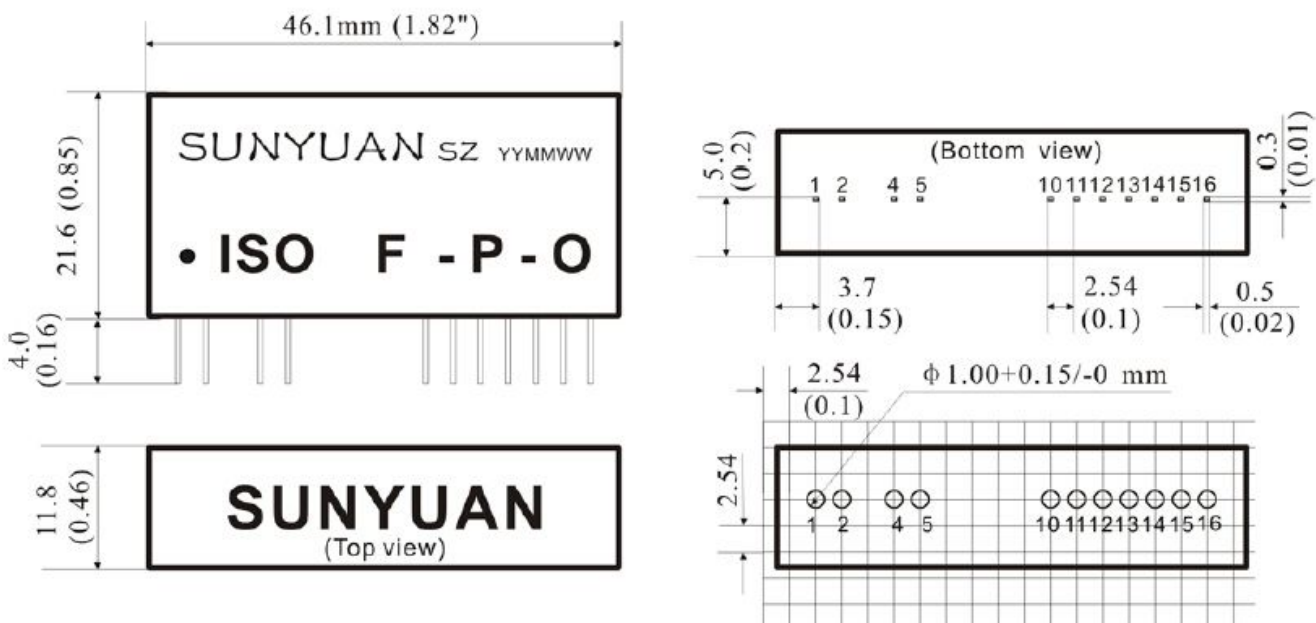 46.1mm (1.82")
21.6 (0.85)
SUNYUAN SZ YYMMWW
• ISO F - P - O
4.0
(0.16)
11.8
(0.46)
SUNYUAN
(Top view)
5.0
(0.2)
(Bottom view)
1 2 4 5 10 11 12 13 14 15 16
0.3
(0.01)
3.7
(0.15)
2.54
(0.1)
0.5
(0.02)
2.54
(0.1)
ϕ 1.00+0.15/-0 mm
2.54
1 2 4 5 10 11 12 13 14 15 16